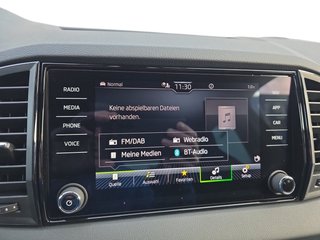 Normal
11:30
RADIO
MEDIA
PHONE
VOICE
Keine abspielbaren Dateien
vorhanden.
FM/DAB
Webradio
Meine Medien
BT-Audio
Quelle
Auswahl
Favoriten
Details
Setup
APP
CAR
MENU